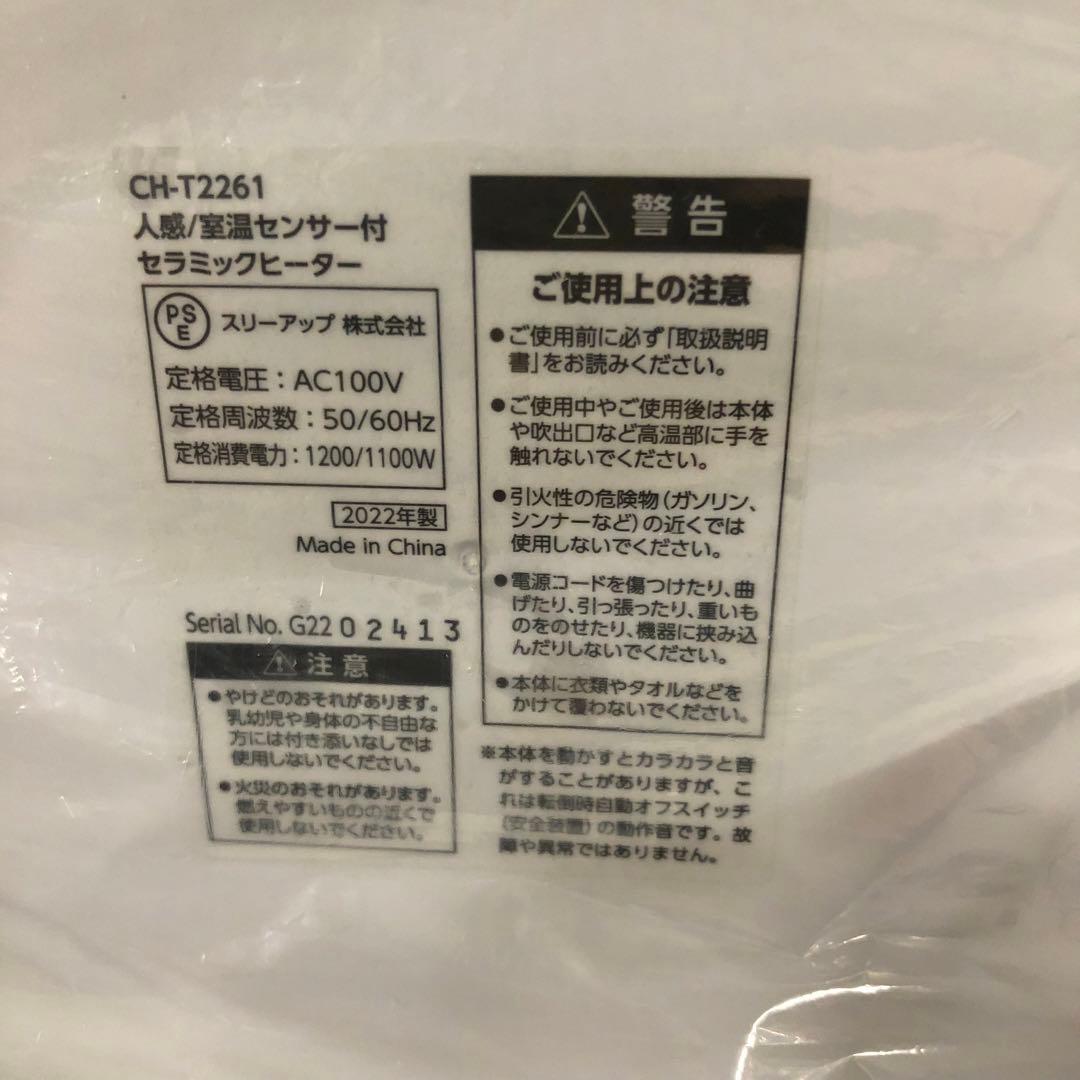 CH-T2261
人感/室温センサー付
セラミックヒーター
PSE スリーアップ 株式会社
定格電圧：AC100V
定格周波数：50/60Hz
定格消費電力：1200/1100W
2022年製
Made in China
Serial No. G2202413
注意
●やけどのおそれがあります。
乳幼児や身体の不自由な
方には付き添いなしでは
使用しないでください。
●火災のおそれがあります。
燃えやすいものの近くで
使用しないでください。
警告
ご使用上の注意
●ご使用前に必ず「取扱説明
書」をお読みください。
●ご使用中やご使用後は本体
や吹出口など高温部に手を
触れないでください。
●引火性の危険物（ガソリン、
シンナーなど）の近くでは
使用しないでください。
●電源コードを傷つけたり、曲
げたり、引っ張ったり、重いも
のをのせたり、機器に挟み込
んだりしないでください。
●本体に衣類やタオルなどを
かけて覆わないでください。
※本体を動かすとカラカラと音
がすることがありますが、こ
れは転倒時自動オフスイッチ
（安全装置）の動作音です。故
障や異常ではありません。